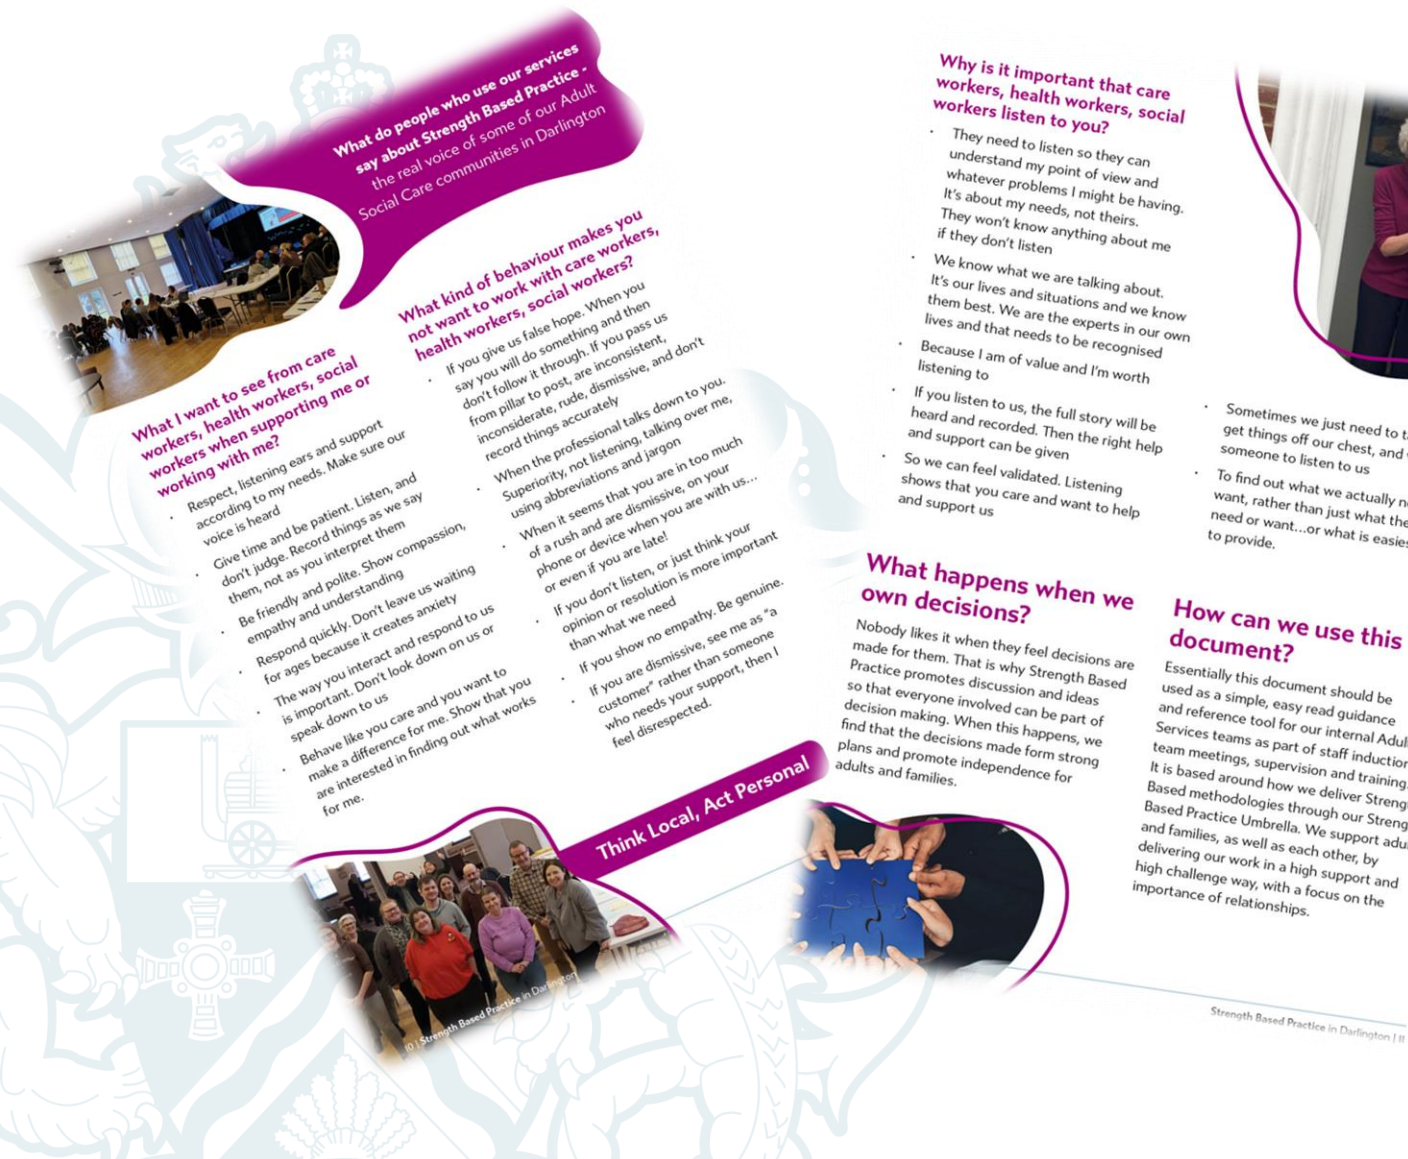 What do people who use our services
say about Strength Based Practice -
the real voice of some of our Adult
Social Care communities in Darlington
What I want to see from care
workers, health workers, social
workers when supporting me or
working with me?
• Respect, listening ears and support
according to my needs. Make sure our
voice is heard
• Give time and be patient. Listen, and
don't judge. Record things as we say
them, not as you interpret them
• Be friendly and polite. Show compassion,
empathy and understanding
• Respond quickly. Don't leave us waiting
for ages because it creates anxiety
• The way you interact and respond to us
is important. Don't look down on us or
speak down to us
• Behave like you care and you want to
make a difference for me. Show that you
are interested in finding out what works
for me.
What kind of behaviour makes you
not want to work with care workers,
health workers, social workers?
• If you give us false hope. When you
say you will do something and then
don't follow it through. If you pass us
from pillar to post, are inconsistent,
inconsiderate, rude, dismissive, and don't
record things accurately
• When the professional talks down to you.
Superiority, not listening, talking over me,
using abbreviations and jargon
• When it seems that you are in too much
of a rush and are dismissive, on your
phone or device when you are with us...
or even if you are late!
• If you don't listen, or just think your
opinion or resolution is more important
than what we need
• If you show no empathy. Be genuine.
• If you are dismissive, see me as "a
customer" rather than someone
who needs your support, then I
feel disrespected.
Think Local, Act Personal
10 | Strength Based Practice in Darlington
Why is it important that care
workers, health workers, social
workers listen to you?
• They need to listen so they can
understand my point of view and
whatever problems I might be having.
It's about my needs, not theirs.
They won't know anything about me
if they don't listen
• We know what we are talking about.
It's our lives and situations and we know
them best. We are the experts in our own
lives and that needs to be recognised
• Because I am of value and I'm worth
listening to
• If you listen to us, the full story will be
heard and recorded. Then the right help
and support can be given
• So we can feel validated. Listening
shows that you care and want to help
and support us
• Sometimes we just need to
get things off our chest, and
someone to listen to us
• To find out what we actually
want, rather than just what
need or want...or what is
to provide.
What happens when we
own decisions?
Nobody likes it when they feel decisions are
made for them. That is why Strength Based
Practice promotes discussion and ideas
so that everyone involved can be part of
decision making. When this happens, we
find that the decisions made form strong
plans and promote independence for
adults and families.
How can we use this
document?
Essentially this document should be
used as a simple, easy read guidance
and reference tool for our internal
Services teams as part of staff
team meetings, supervision and training.
It is based around how we deliver
Based methodologies through our
Based Practice Umbrella. We support
and families, as well as each other, by
delivering our work in a high support and
high challenge way, with a focus on the
importance of relationships.
Strength Based Practice in Darlington | 11